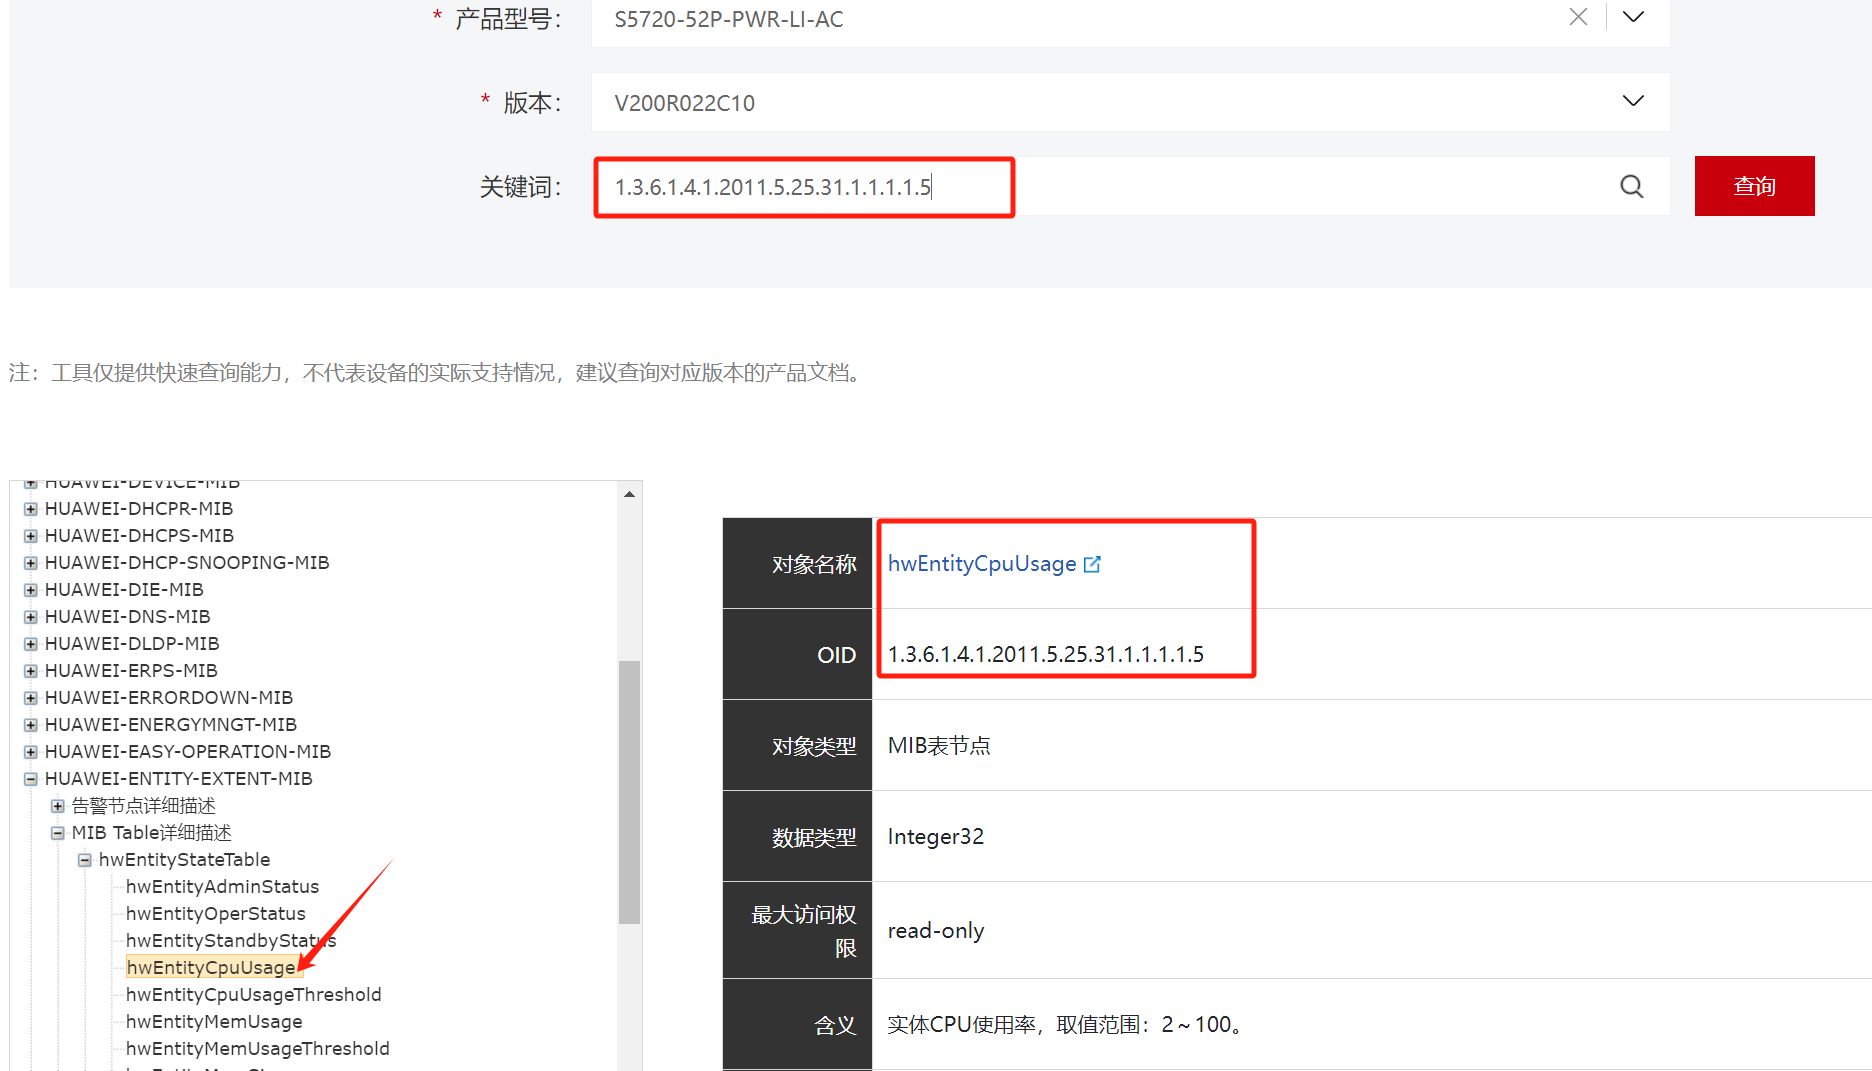 * 产品型号： S5720-52P-PWR-LI-AC
* 版本： V200R022C10
关键词： 1.3.6.1.4.1.2011.5.25.31.1.1.1.1.5 查询
注：工具仅提供快速查询能力，不代表设备的实际支持情况，建议查询对应版本的产品文档。
HUAWEI-DEVICE-MIB
HUAWEI-DHCPR-MIB
HUAWEI-DHCPS-MIB
HUAWEI-DHCP-SNOOPING-MIB
HUAWEI-DIE-MIB
HUAWEI-DNS-MIB
HUAWEI-DLDP-MIB
HUAWEI-ERPS-MIB
HUAWEI-ERRORDOWN-MIB
HUAWEI-ENERGYMNGT-MIB
HUAWEI-EASY-OPERATION-MIB
HUAWEI-ENTITY-EXTENT-MIB
告警节点详细描述
MIB Table详细描述
hwEntityStateTable
hwEntityAdminStatus
hwEntityOperStatus
hwEntityStandbyStatus
hwEntityCpuUsage
hwEntityCpuUsageThreshold
hwEntityMemUsage
hwEntityMemUsageThreshold
对象名称 hwEntityCpuUsage
OID 1.3.6.1.4.1.2011.5.25.31.1.1.1.1.5
对象类型 MIB表节点
数据类型 Integer32
最大访问权
限 read-only
含义 实体CPU使用率，取值范围：2～100。